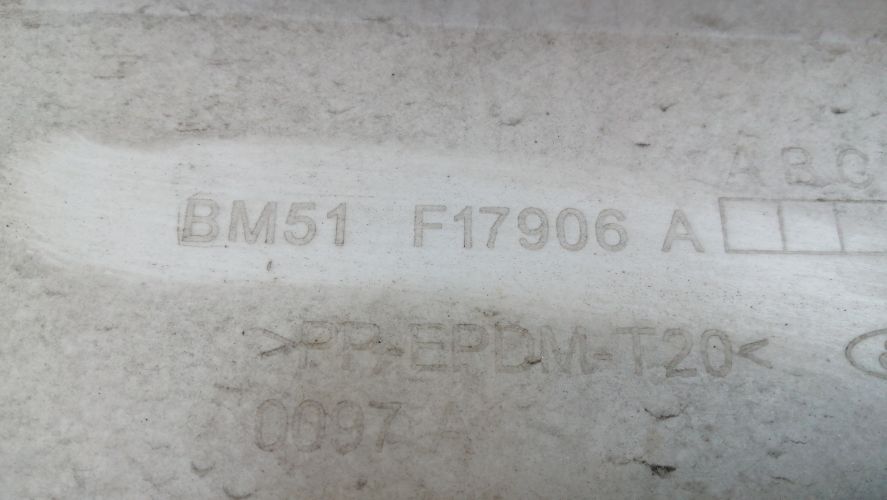 A B C
BM51 F17906 A
>PP-EPDM-T20<
0097 A